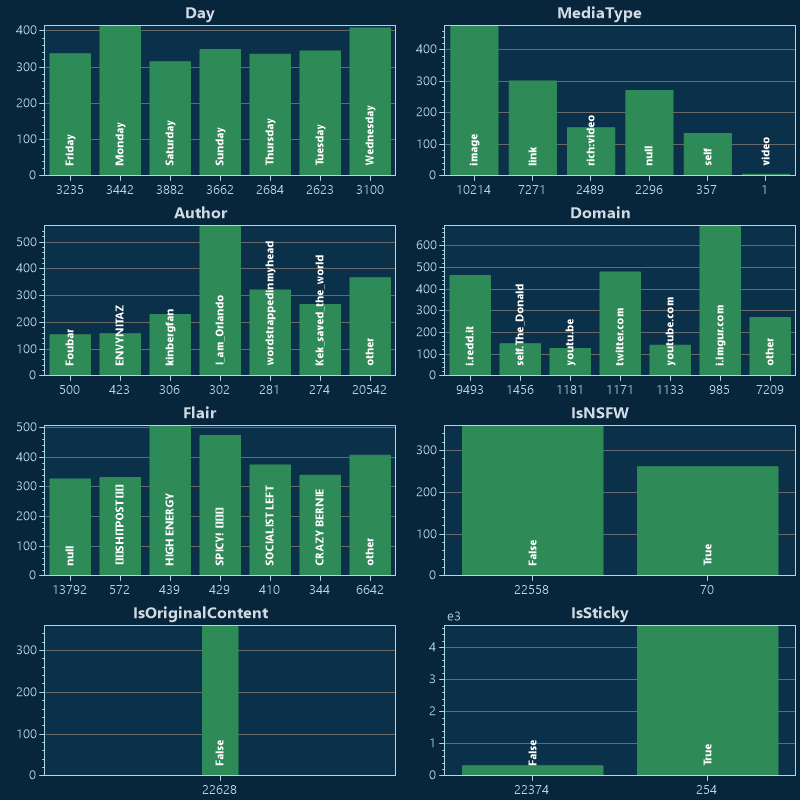 Day
400
300
200
100
0
Friday
Monday
Saturday
Sunday
Thursday
Tuesday
Wednesday
3235 3442 3882 3662 2684 2623 3100
MediaType
400
300
200
100
0
image
link
rich:video
null
self
video
10214 7271 2489 2296 357 1
Author
500
400
300
200
100
0
Foubar
ENVYNITAZ
kinbergfan
I_am_Orlando
wordstrappedinmyhead
Kek_saved_the_world
other
500 423 306 302 281 274 20542
Domain
600
500
400
300
200
100
0
i.redd.it
self.The_Donald
youtu.be
twitter.com
youtube.com
i.imgur.com
other
9493 1456 1181 1171 1133 985 7209
Flair
500
400
300
200
100
0
null
SHITPOST
HIGH ENERGY
SPICY!
SOCIALIST LEFT
CRAZY BERNIE
other
13792 572 439 429 410 344 6642
IsNSFW
300
200
100
0
False
True
22558 70
IsOriginalContent
300
200
100
0
False
22628
IsSticky
e3
4
3
2
1
0
False
True
22374 254